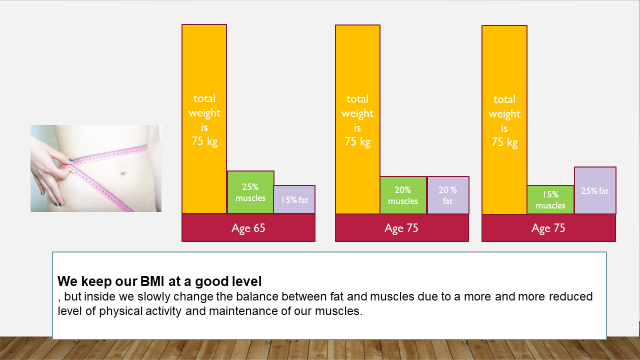 total
weight
is
75 kg
25%
muscles
15% fat
Age 65
total
weight
is
75 kg
20%
muscles
20 %
fat
Age 75
total
weight
is
75 kg
15%
muscles
25% fat
Age 75
We keep our BMI at a good level
, but inside we slowly change the balance between fat and muscles due to a more and more reduced
level of physical activity and maintenance of our muscles.